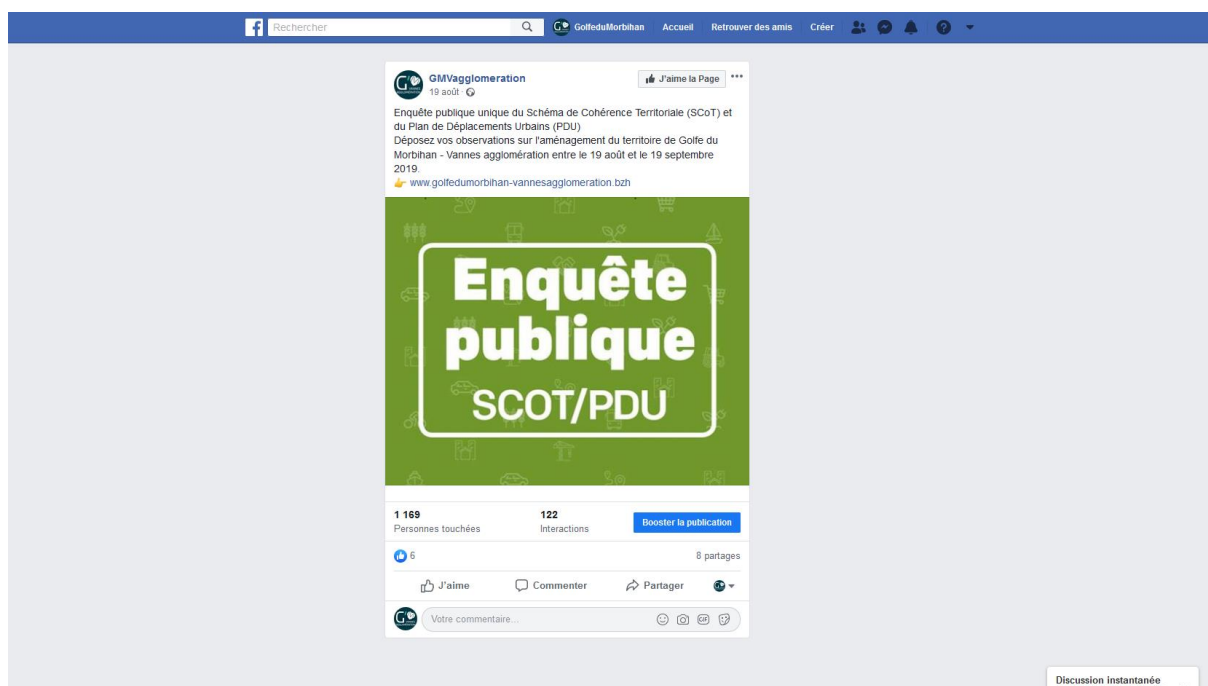 Rechercher
GolfeduMorbihan Accueil Retrouver des amis Créer
GMVagglomeration
J'aime la Page
19 août
Enquête publique unique du Schéma de Cohérence Territoriale (SCoT) et
du Plan de Déplacements Urbains (PDU)
Déposez vos observations sur l'aménagement du territoire de Golfe du
Morbihan - Vannes agglomération entre le 19 août et le 19 septembre
2019.
👉 www.golfedumorbihan-vannesagglomeration.bzh
Enquête
publique
SCOT/PDU
1 169
Personnes touchées
122
Interactions
Booster la publication
6
8 partages
J'aime Commenter Partager
Votre commentaire...
GIF
Discussion instantanée